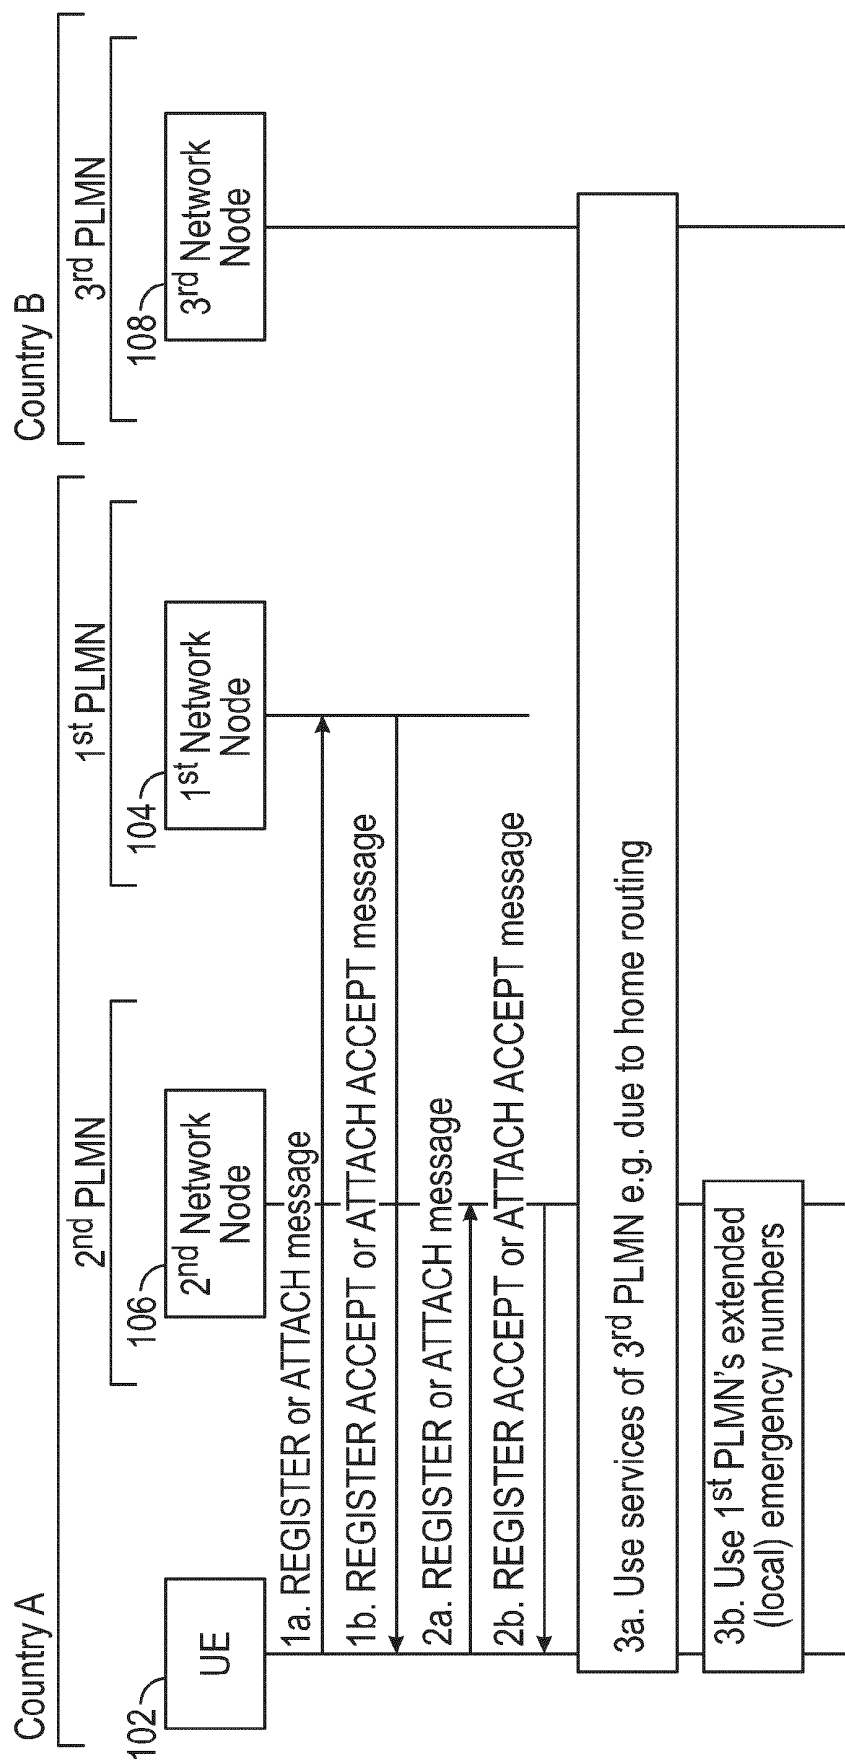 Country A
Country B
2nd PLMN
1st PLMN
3rd PLMN
102
106
104
108
UE
2nd Network
Node
1st Network
Node
3rd Network
Node
1a. REGISTER or ATTACH message
1b. REGISTER ACCEPT or ATTACH ACCEPT message
2a. REGISTER or ATTACH message
2b. REGISTER ACCEPT or ATTACH ACCEPT message
3a. Use services of 3rd PLMN e.g. due to home routing
3b. Use 1st PLMN's extended
(local) emergency numbers